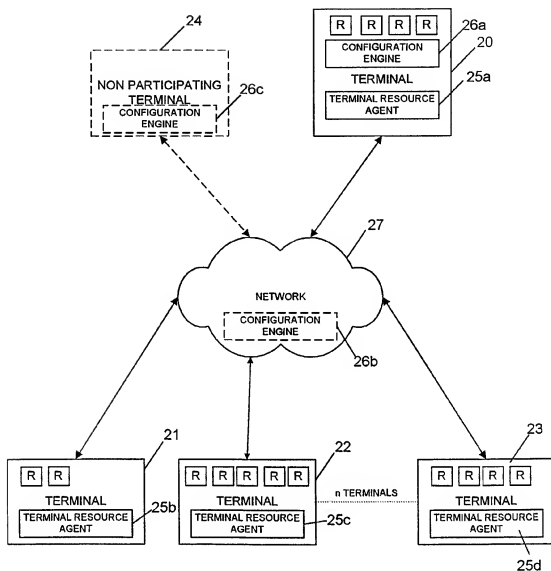 24
NON PARTICIPATING
TERMINAL
CONFIGURATION
ENGINE
26c
R R R R
CONFIGURATION
ENGINE
TERMINAL
TERMINAL RESOURCE
AGENT
26a
20
25a
27
NETWORK
CONFIGURATION
ENGINE
26b
21
R R
TERMINAL
TERMINAL RESOURCE
AGENT
25b
22
R R R R R
TERMINAL
TERMINAL RESOURCE
AGENT
25c
n TERMINALS
23
R R R R
TERMINAL
TERMINAL RESOURCE
AGENT
25d